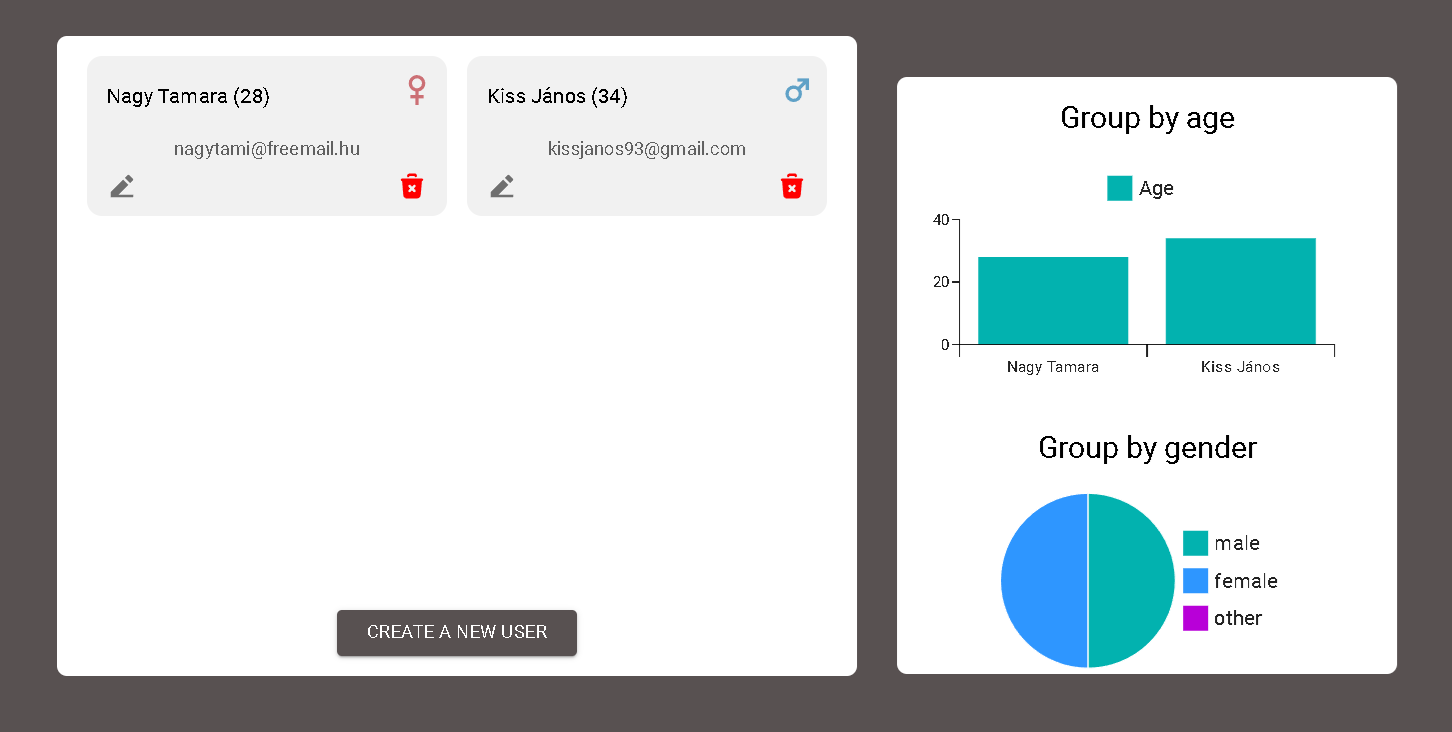 Nagy Tamara (28)
nagytami@freemail.hu
Kiss János (34)
kissjanos93@gmail.com
CREATE A NEW USER
Group by age
Age
40
20
0
Nagy Tamara
Kiss János
Group by gender
male
female
other